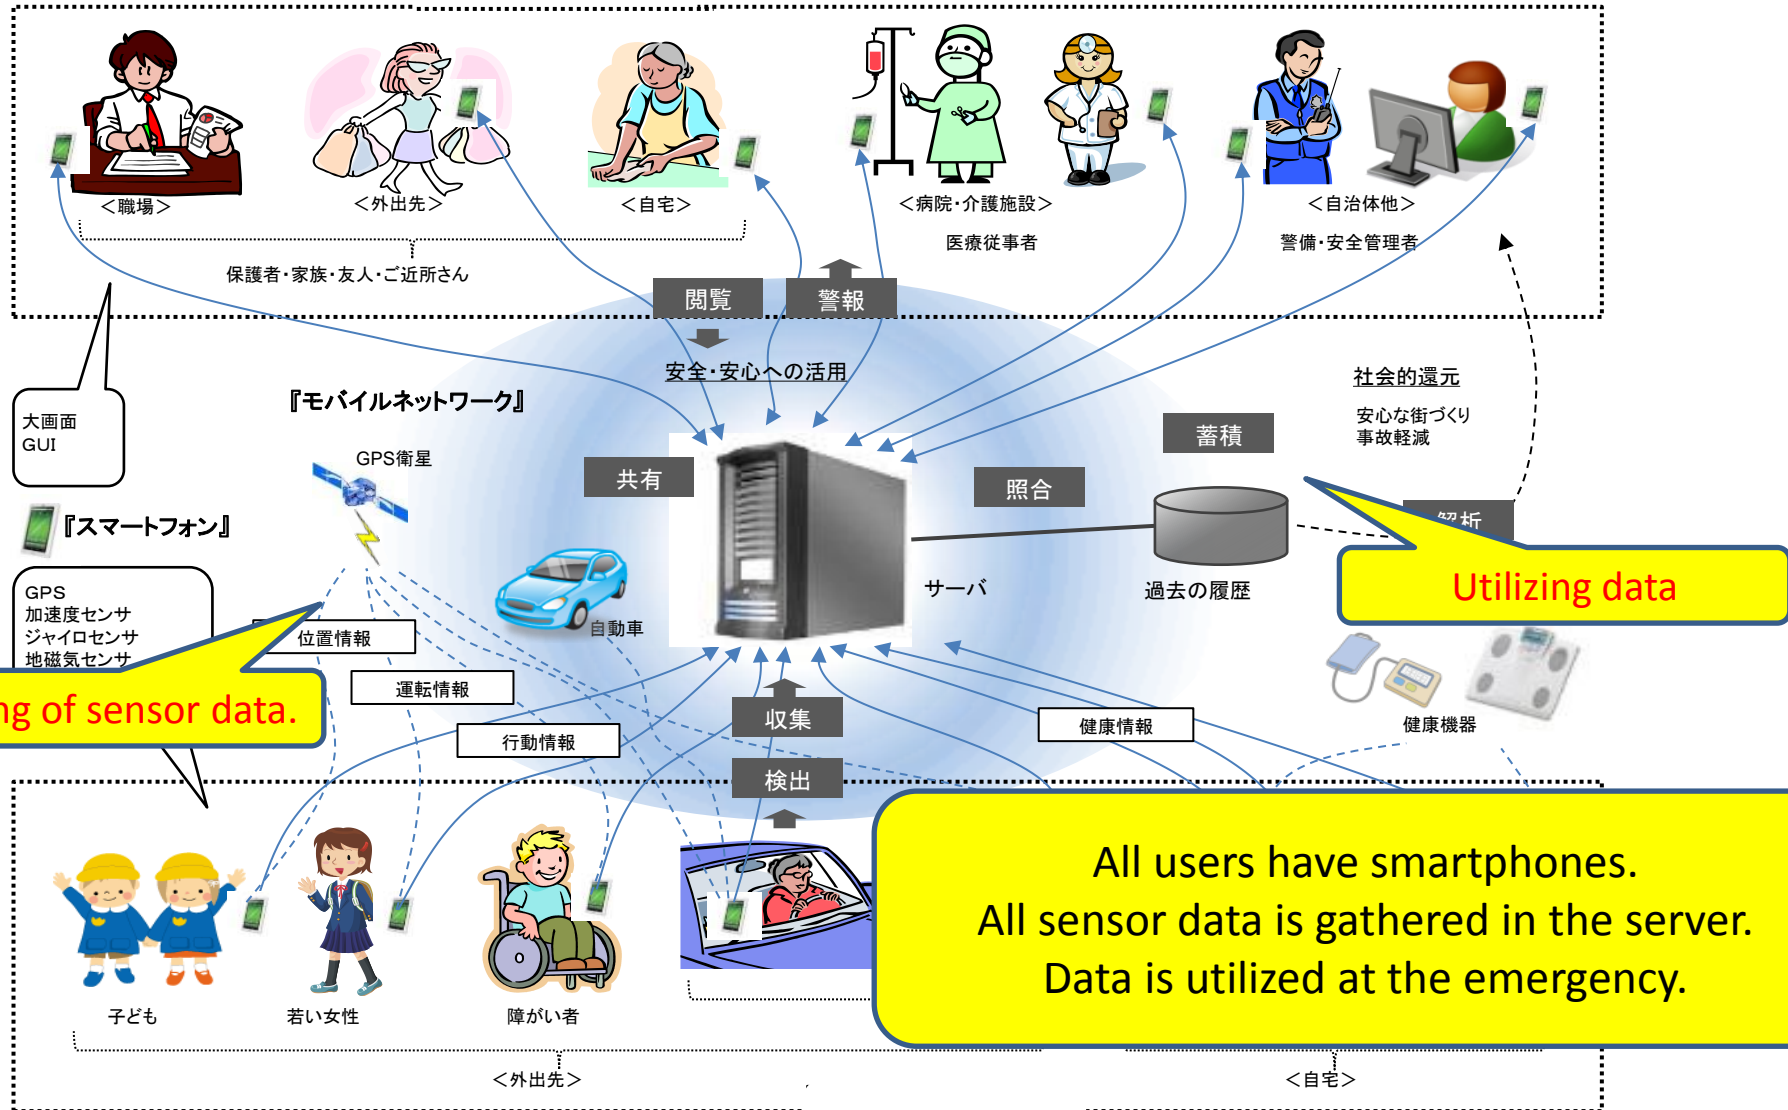 ＜職場＞
＜外出先＞
＜自宅＞
＜病院・介護施設＞
＜自治体他＞
医療従事者
警備・安全管理者
保護者・家族・友人・ご近所さん
閲覧
警報
安全・安心への活用
社会的還元
安心な街づくり
事故軽減
大画面
GUI
『モバイルネットワーク』
GPS衛星
共有
蓄積
照合
『スマートフォン』
解析
Utilizing data
サーバ
過去の履歴
GPS
加速度センサ
ジャイロセンサ
地磁気センサ
自動車
位置情報
運転情報
行動情報
of sensor data.
収集
健康情報
健康機器
検出
All users have smartphones.
All sensor data is gathered in the server.
Data is utilized at the emergency.
子ども
若い女性
障がい者
＜外出先＞
＜自宅＞